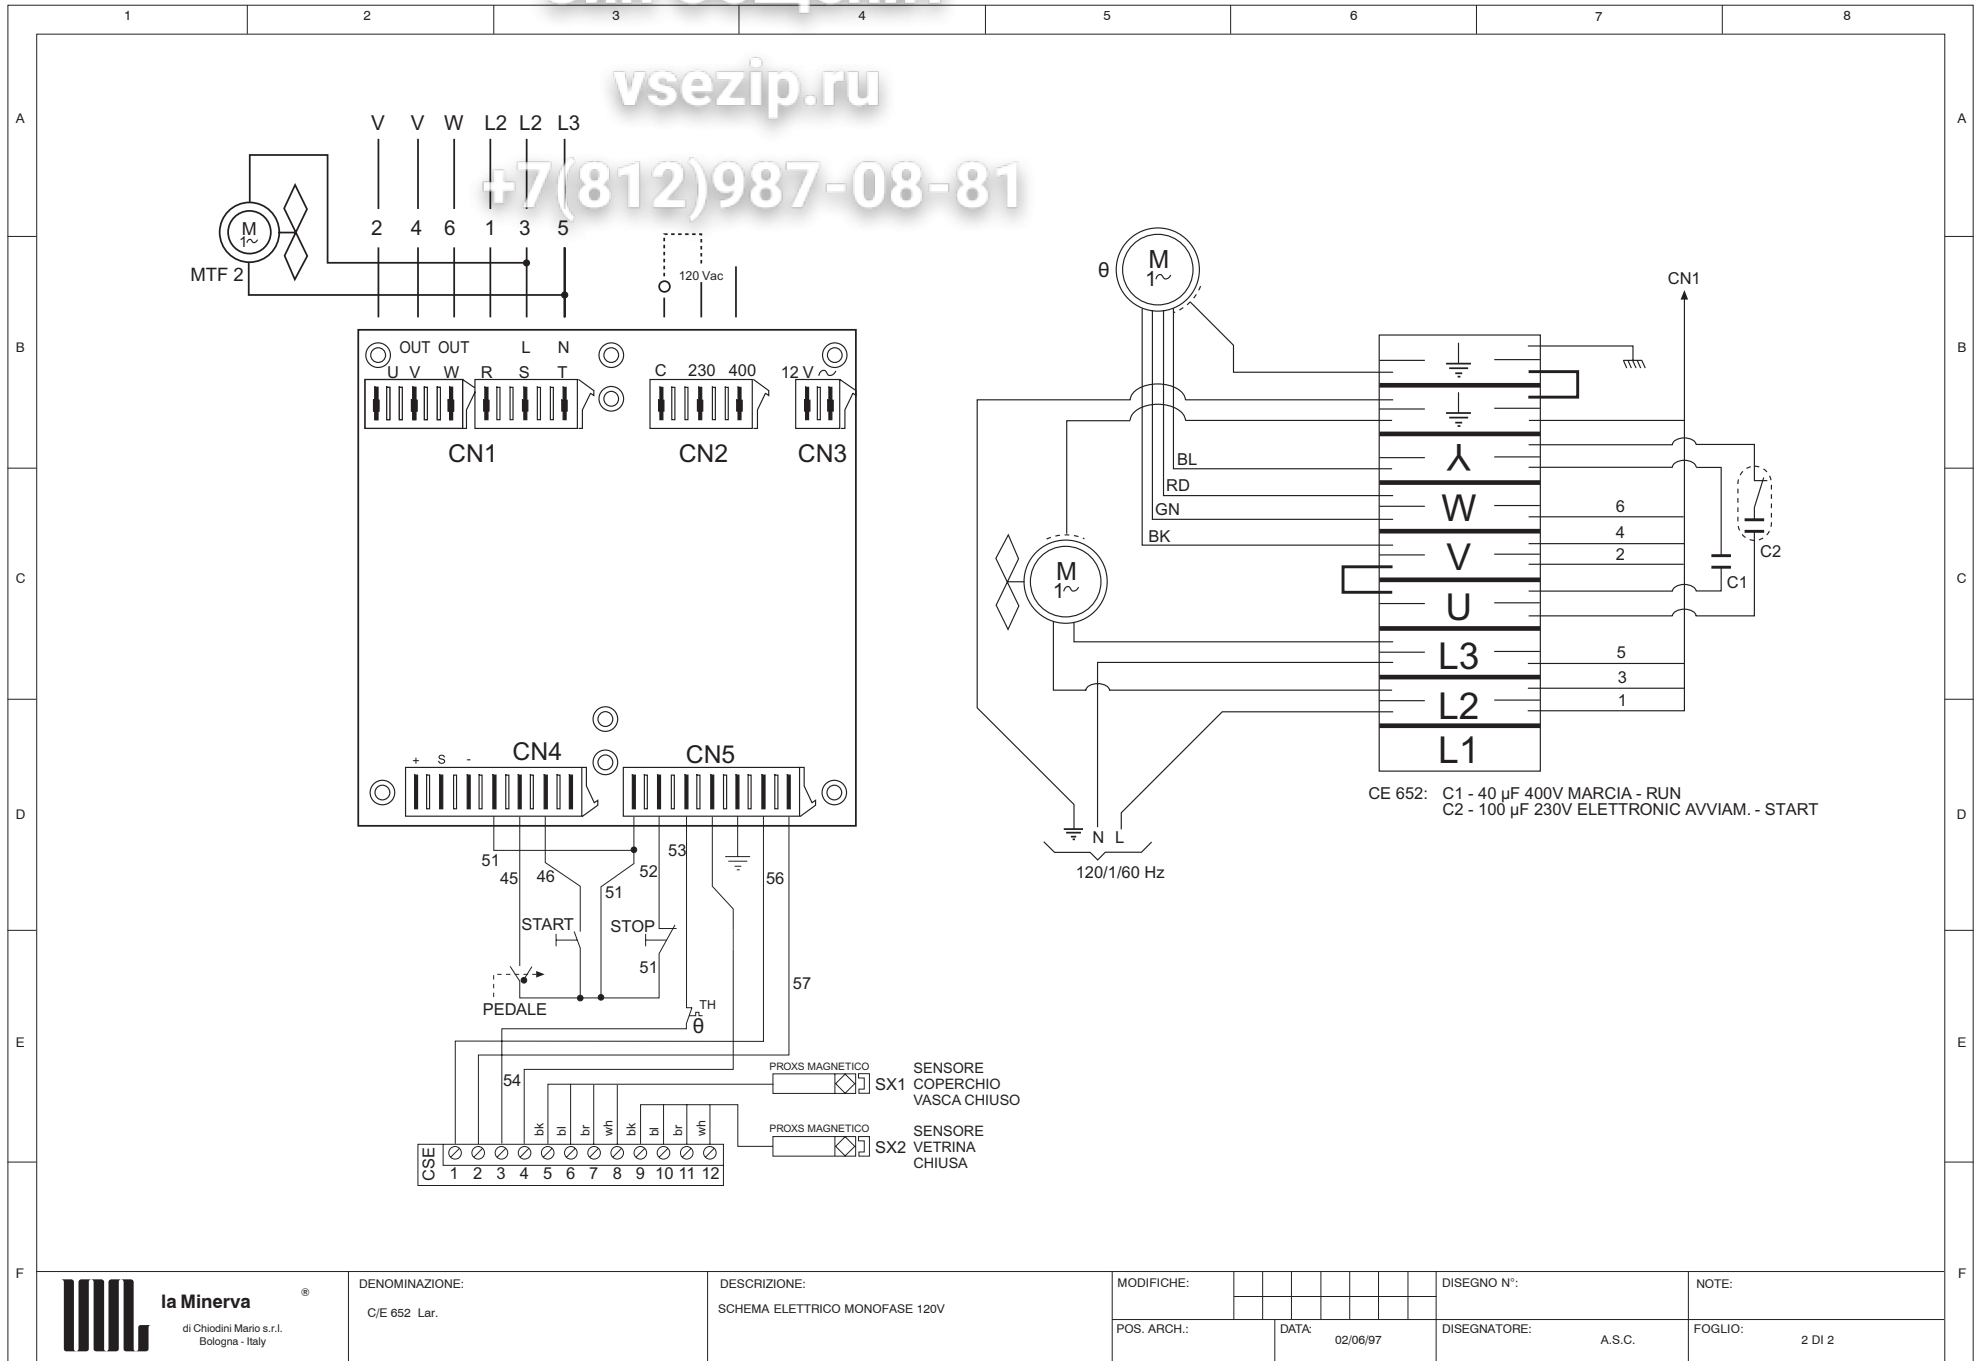 1 2 3 4 5 6 7 8
vsezip.ru
+7(812)987-08-81
A A
V V W L2 L2 L3
2 4 6 1 3 5
M
1~
MTF 2
120 Vac
θ
M
1~
CN1
B B
OUT OUT L N
U V W R S T
C 230 400
12 V ~
CN1 CN2 CN3
BL
RD
GN
BK
W
V
U
L3
L2
L1
6
4
2
5
3
1
C1
C2
M
1~
C C
CE 652: C1 - 40 µF 400V MARCIA - RUN
C2 - 100 µF 230V ELETTRONIC AVVIAM. - START
N L
120/1/60 Hz
+ S -
CN4 CN5
D D
51 45 46 51 52 53 56
START STOP
51
57
PEDALE
TH
θ
E E
54
PROXS MAGNETICO
SX1
SENSORE
COPERCHIO
VASCA CHIUSO
PROXS MAGNETICO
SX2
SENSORE
VETRINA
CHIUSA
bk bl br wh bk bl br wh
CSE
1 2 3 4 5 6 7 8 9 10 11 12
F F
la Minerva ®
di Chiodini Mario s.r.l.
Bologna - Italy
DENOMINAZIONE:
C/E 652 Lar.
DESCRIZIONE:
SCHEMA ELETTRICO MONOFASE 120V
MODIFICHE:
DISEGNO N°:
NOTE:
POS. ARCH.:
DATA:
02/06/97
DISEGNATORE:
A.S.C.
FOGLIO:
2 DI 2